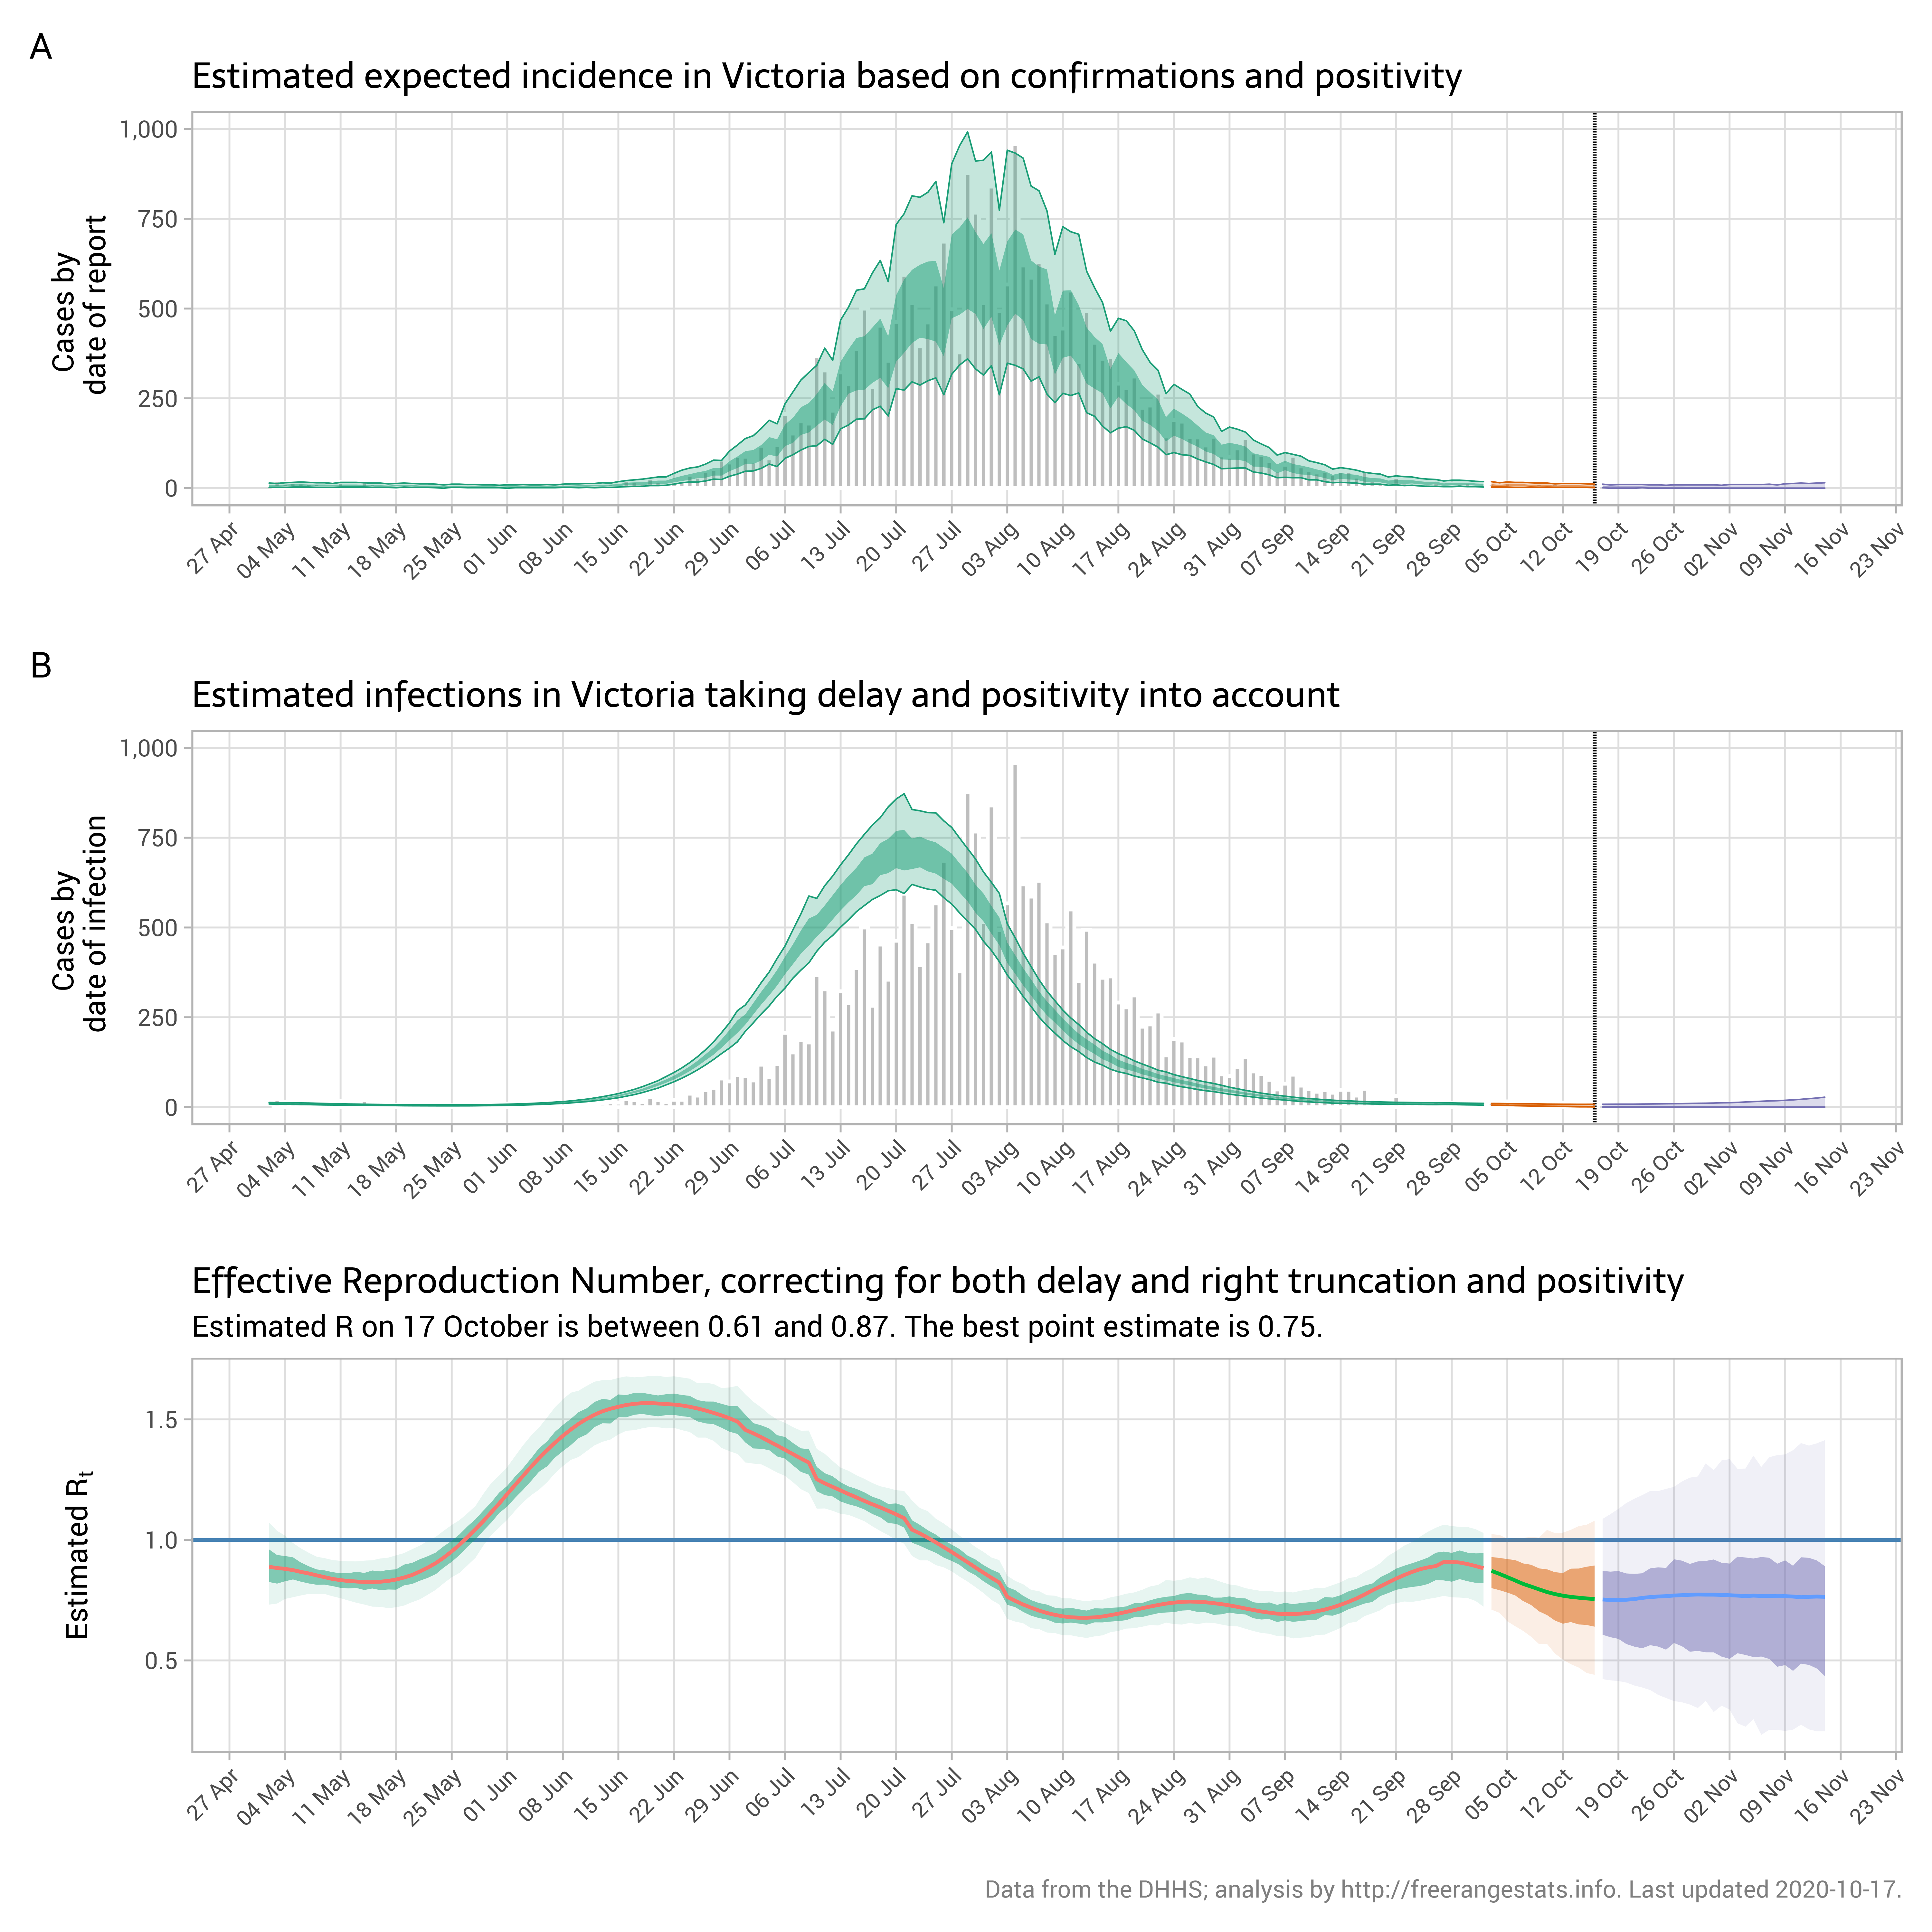 A
Estimated expected incidence in Victoria based on confirmations and positivity
Cases by
date of report
1,000
750
500
250
0
27 Apr
04 May
11 May
18 May
25 May
01 Jun
08 Jun
15 Jun
22 Jun
29 Jun
06 Jul
13 Jul
20 Jul
27 Jul
03 Aug
10 Aug
17 Aug
24 Aug
31 Aug
07 Sep
14 Sep
21 Sep
28 Sep
05 Oct
12 Oct
19 Oct
26 Oct
02 Nov
09 Nov
16 Nov
23 Nov
B
Estimated infections in Victoria taking delay and positivity into account
Cases by
date of infection
1,000
750
500
250
0
27 Apr
04 May
11 May
18 May
25 May
01 Jun
08 Jun
15 Jun
22 Jun
29 Jun
06 Jul
13 Jul
20 Jul
27 Jul
03 Aug
10 Aug
17 Aug
24 Aug
31 Aug
07 Sep
14 Sep
21 Sep
28 Sep
05 Oct
12 Oct
19 Oct
26 Oct
02 Nov
09 Nov
16 Nov
23 Nov
Effective Reproduction Number, correcting for both delay and right truncation and positivity
Estimated R on 17 October is between 0.61 and 0.87. The best point estimate is 0.75.
Estimated Rt
1.5
1.0
0.5
27 Apr
04 May
11 May
18 May
25 May
01 Jun
08 Jun
15 Jun
22 Jun
29 Jun
06 Jul
13 Jul
20 Jul
27 Jul
03 Aug
10 Aug
17 Aug
24 Aug
31 Aug
07 Sep
14 Sep
21 Sep
28 Sep
05 Oct
12 Oct
19 Oct
26 Oct
02 Nov
09 Nov
16 Nov
23 Nov
Data from the DHHS; analysis by http://freerangestats.info. Last updated 2020-10-17.